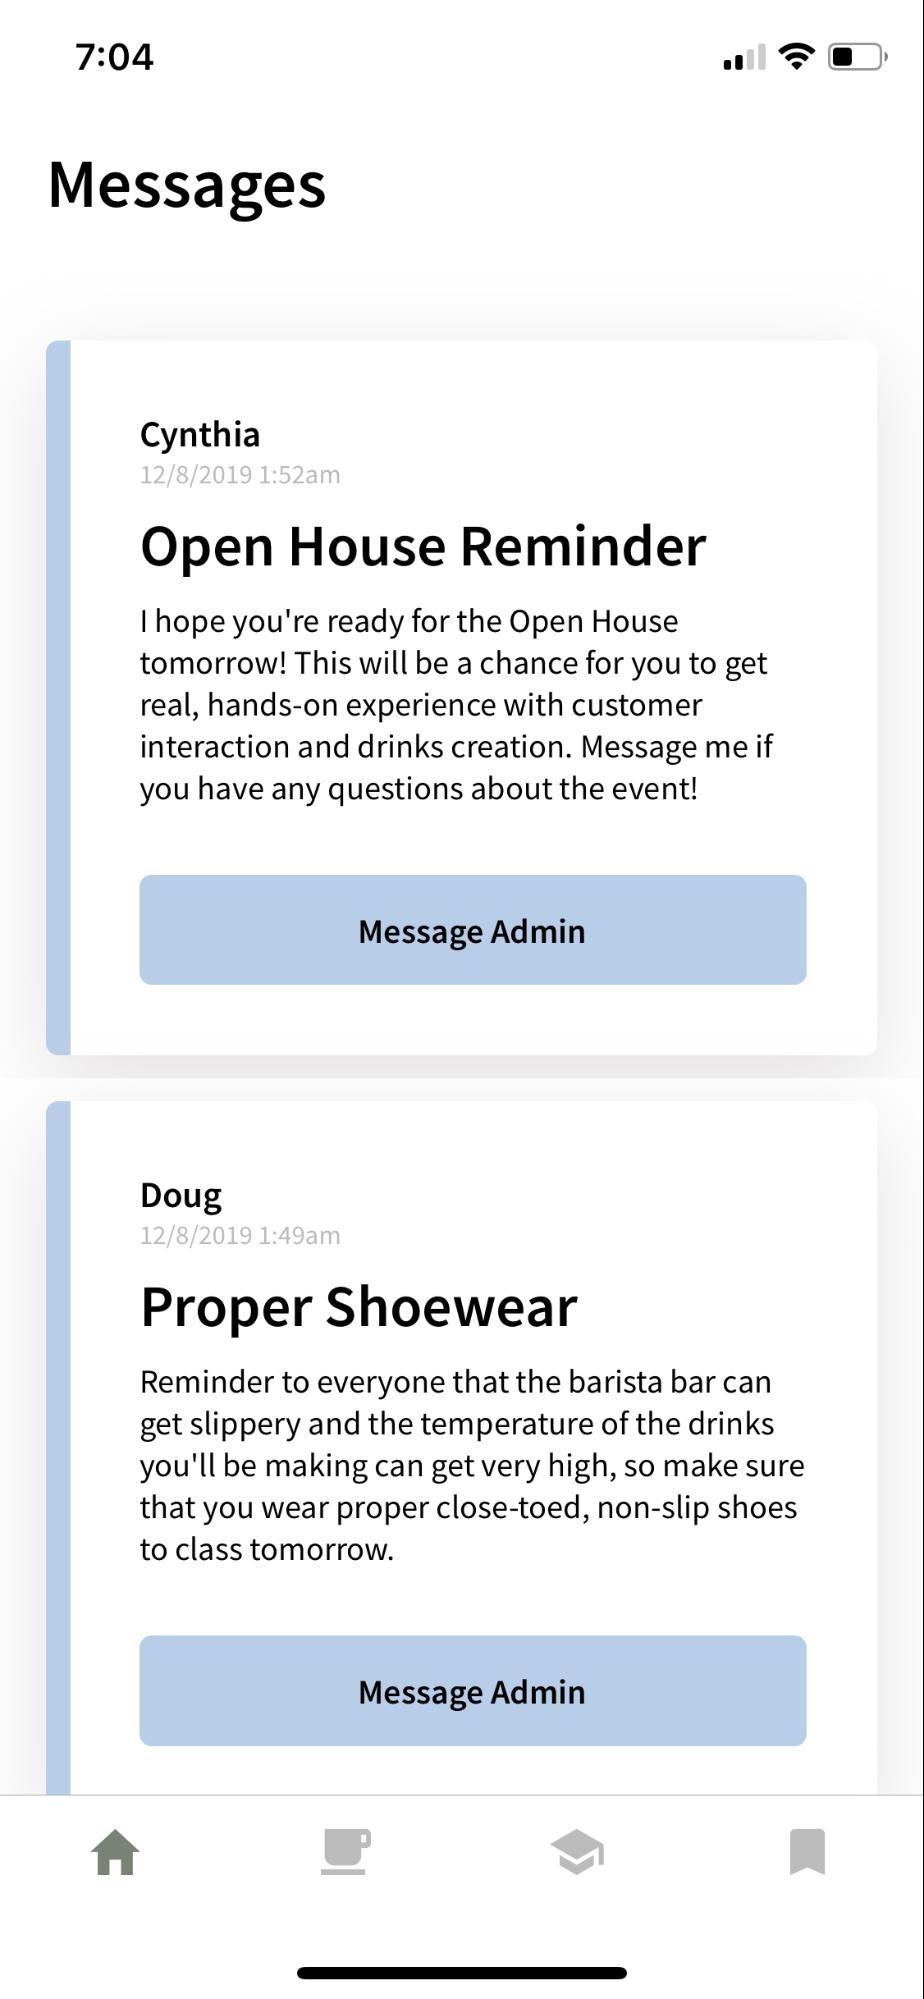 7:04
Messages
Cynthia
12/8/2019 1:52am
Open House Reminder
I hope you're ready for the Open House
tomorrow! This will be a chance for you to get
real, hands-on experience with customer
interaction and drinks creation. Message me if
you have any questions about the event!
Message Admin
Doug
12/8/2019 1:49am
Proper Shoewear
Reminder to everyone that the barista bar can
get slippery and the temperature of the drinks
you'll be making can get very high, so make sure
that you wear proper close-toed, non-slip shoes
to class tomorrow.
Message Admin